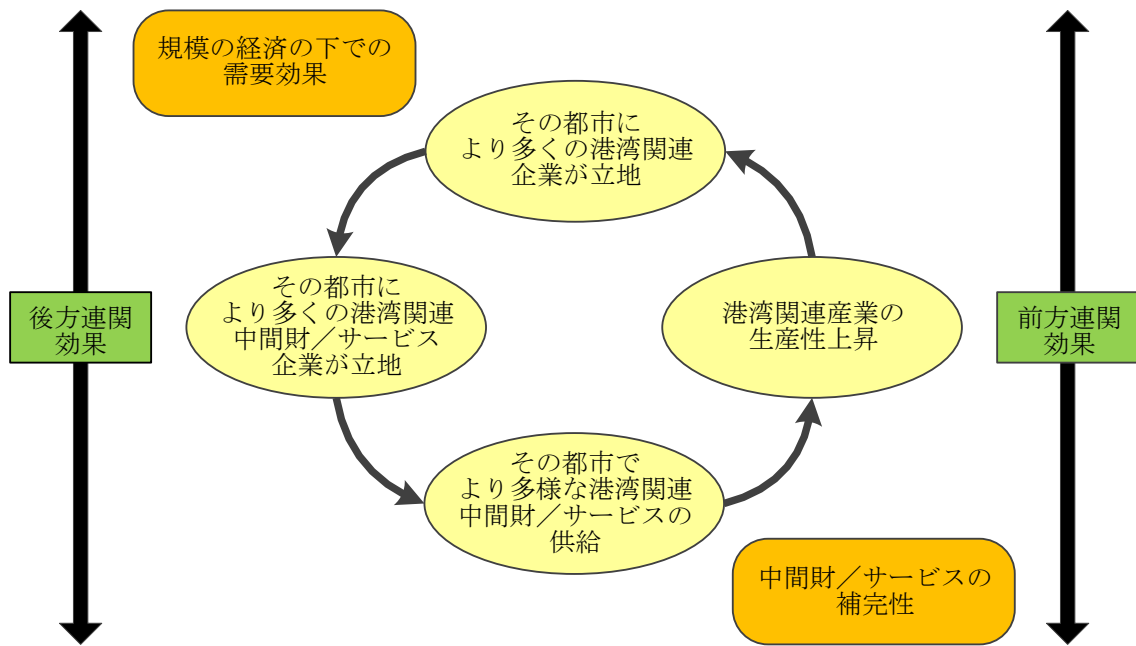 規模の経済の下での
需要効果
その都市に
より多くの港湾関連
企業が立地
その都市に
より多くの港湾関連
中間財／サービス
企業が立地
港湾関連産業の
生産性上昇
後方連関
効果
前方連関
効果
その都市で
より多様な港湾関連
中間財／サービスの
供給
中間財／サービスの
補完性